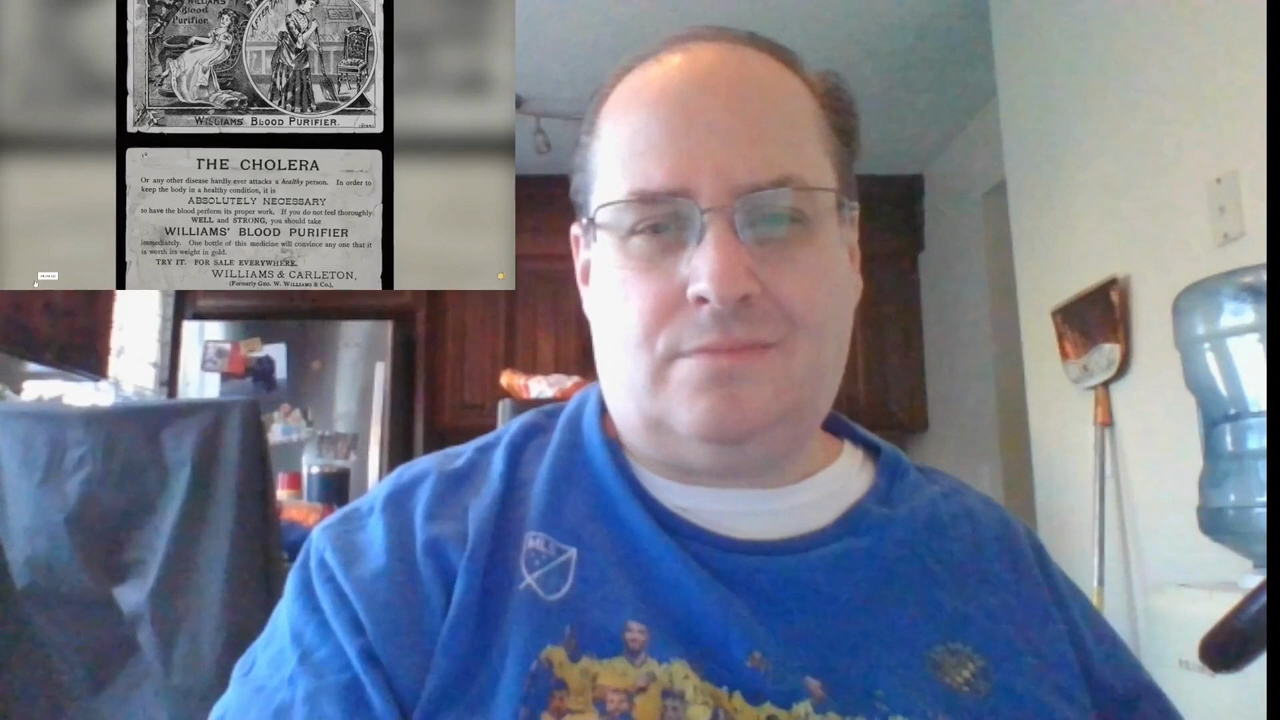 WILLIAMS'
Blood
Purifier
WILLIAMS' BLOOD PURIFIER.
THE CHOLERA
Or any other disease hardly ever attacks a healthy person. In order to
keep the body in a healthy condition, it is
ABSOLUTELY NECESSARY
to have the blood perform its proper work. If you do not feel thoroughly
WELL and STRONG, you should take
WILLIAMS' BLOOD PURIFIER
immediately. One bottle of this medicine will convince any one that it
is worth its weight in gold.
TRY IT. FOR SALE EVERYWHERE.
WILLIAMS & CARLETON,
(Formerly Geo. W. Williams & Co.),
MLS